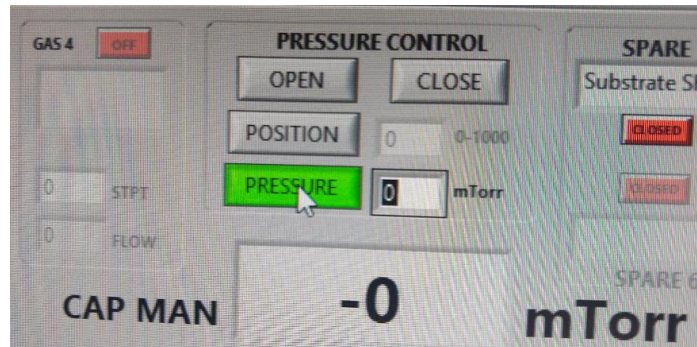 GAS 4 OFF
PRESSURE CONTROL
SPARE
OPEN CLOSE
Substrate
POSITION 0 0-1000
CLOSED
PRESSURE 0 mTorr
CLOSED
0 STPT
0 FLOW
SPARE 6
CAP MAN -0 mTorr